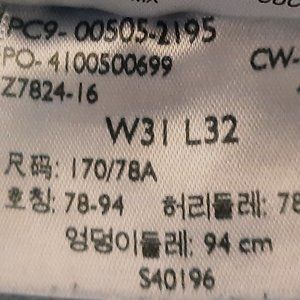 PC9- 00505-2195
PO- 4100500699 CW-
Z7824-16
W31 L32
尺码: 170/78A
호칭: 78-94 허리둘레: 78
엉덩이둘레: 94 cm
S40196